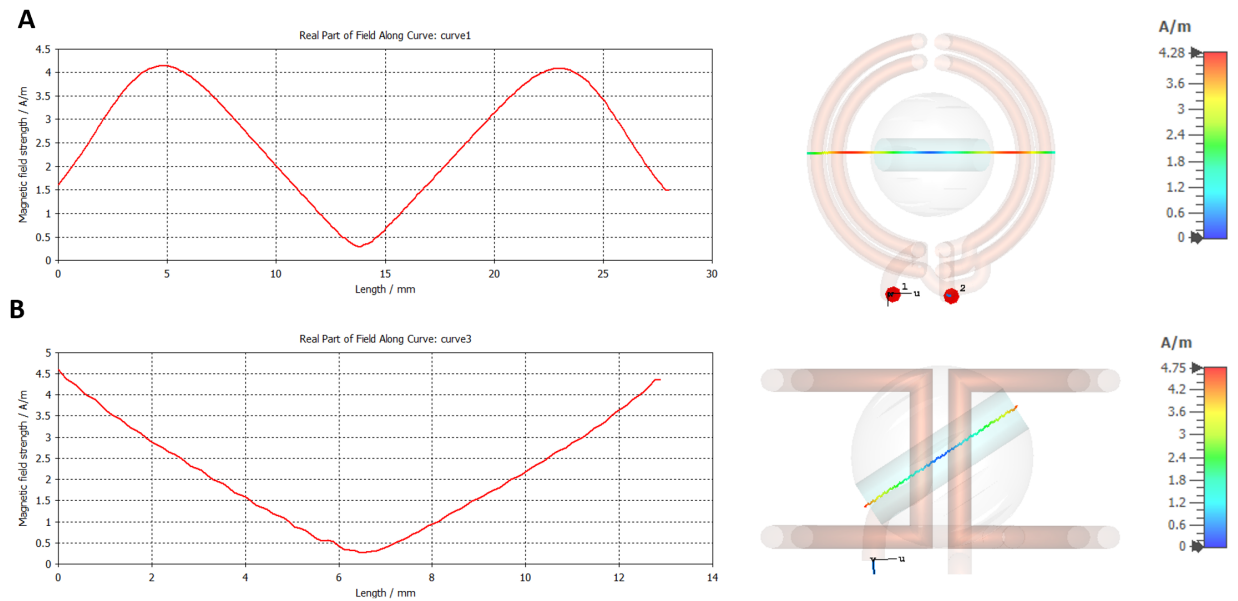 A
Real Part of Field Along Curve: curve1
Magnetic field strength / A/m
4.5
4
3.5
3
2.5
2
1.5
1
0.5
0
0 5 10 15 20 25 30
Length / mm
1 u 2
A/m
4.28
3.6
3
2.4
1.8
1.2
0.6
0
B
Real Part of Field Along Curve: curve3
Magnetic field strength / A/m
5
4.5
4
3.5
3
2.5
2
1.5
1
0.5
0
0 2 4 6 8 10 12 14
Length / mm
u
A/m
4.75
4.2
3.6
3
2.4
1.8
1.2
0.6
0